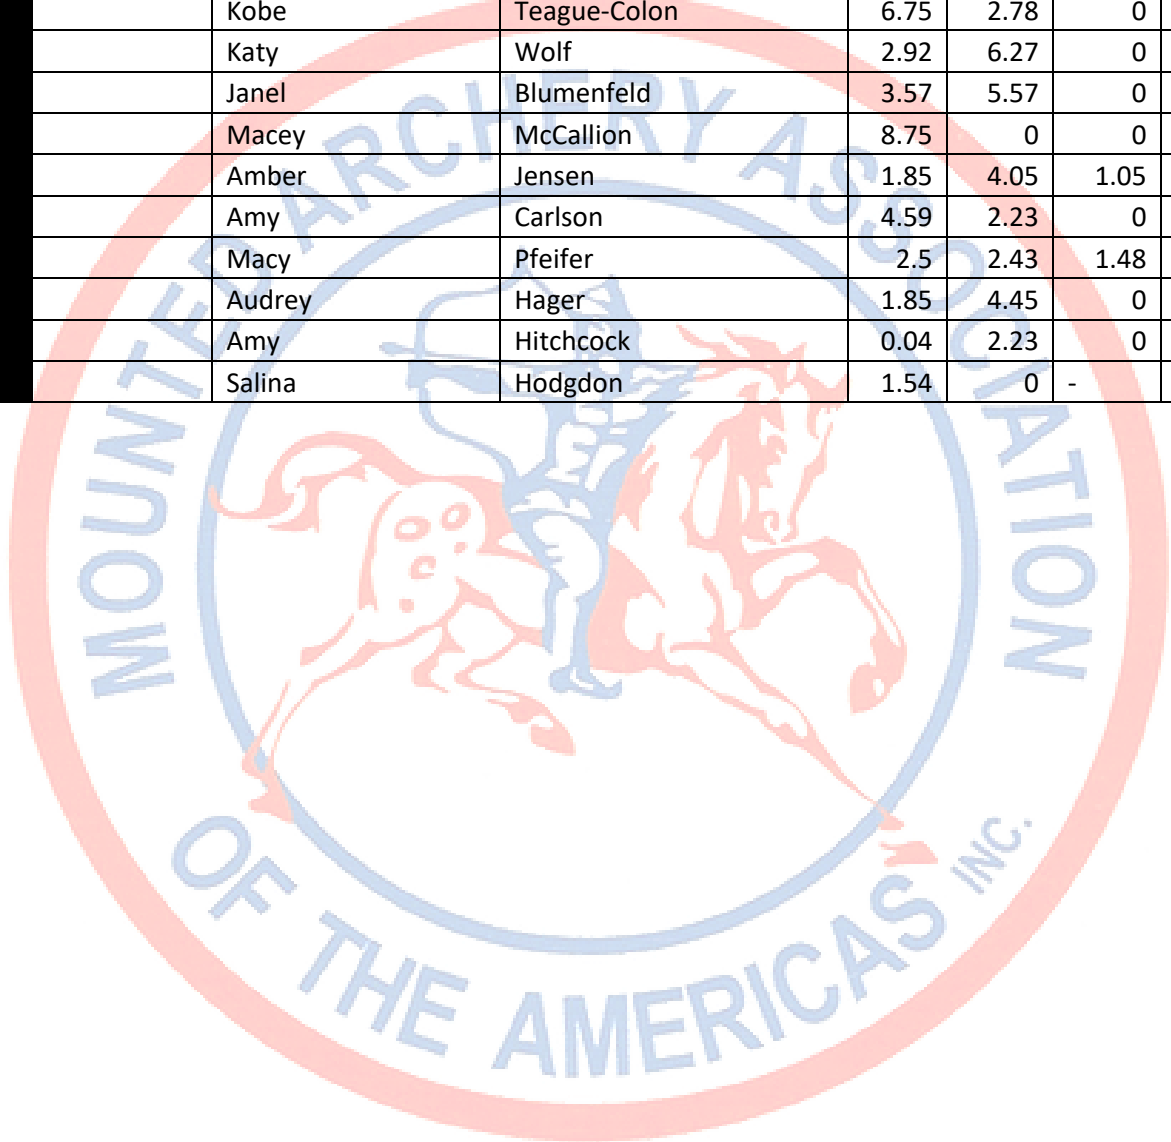 Kobe Teague-Colon 6.75 2.78 0
Katy Wolf 2.92 6.27 0
Janel Blumenfeld 3.57 5.57 0
Macey McCallion 8.75 0 0
Amber Jensen 1.85 4.05 1.05
Amy Carlson 4.59 2.23 0
Macy Pfeifer 2.5 2.43 1.48
Audrey Hager 1.85 4.45 0
Amy Hitchcock 0.04 2.23 0
Salina Hodgdon 1.54 0 -
MOUNTED ARCHERY ASSOCIATION
OF THE AMERICAS INC.